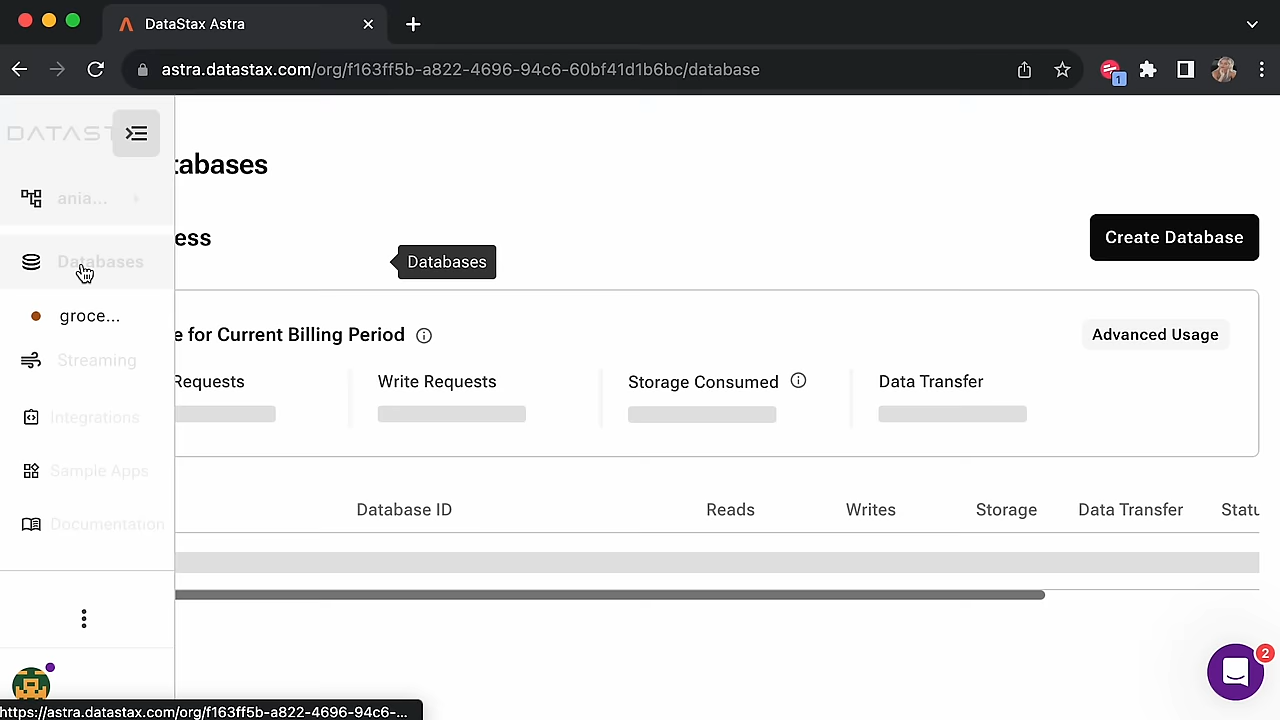 DataStax Astra
astra.datastax.com/org/f163ff5b-a822-4696-94c6-60bf41d1b6bc/database
1
DATAST
tabases
ania...
ess
Create Database
Databases
Databases
groce...
e for Current Billing Period
Advanced Usage
Streaming
Requests
Write Requests
Storage Consumed
Data Transfer
Integrations
Sample Apps
Database ID
Reads
Writes
Storage
Data Transfer
Statu
Documentation
2
https://astra.datastax.com/org/f163ff5b-a822-4696-94c6-...